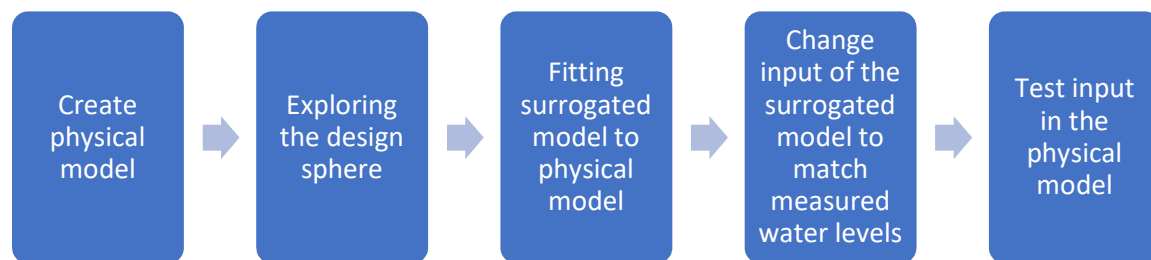 Create
physical
model
Exploring
the design
sphere
Fitting
surrogated
model to
physical
model
Change
input of the
surrogated
model to
match
measured
water levels
Test input
in the
physical
model